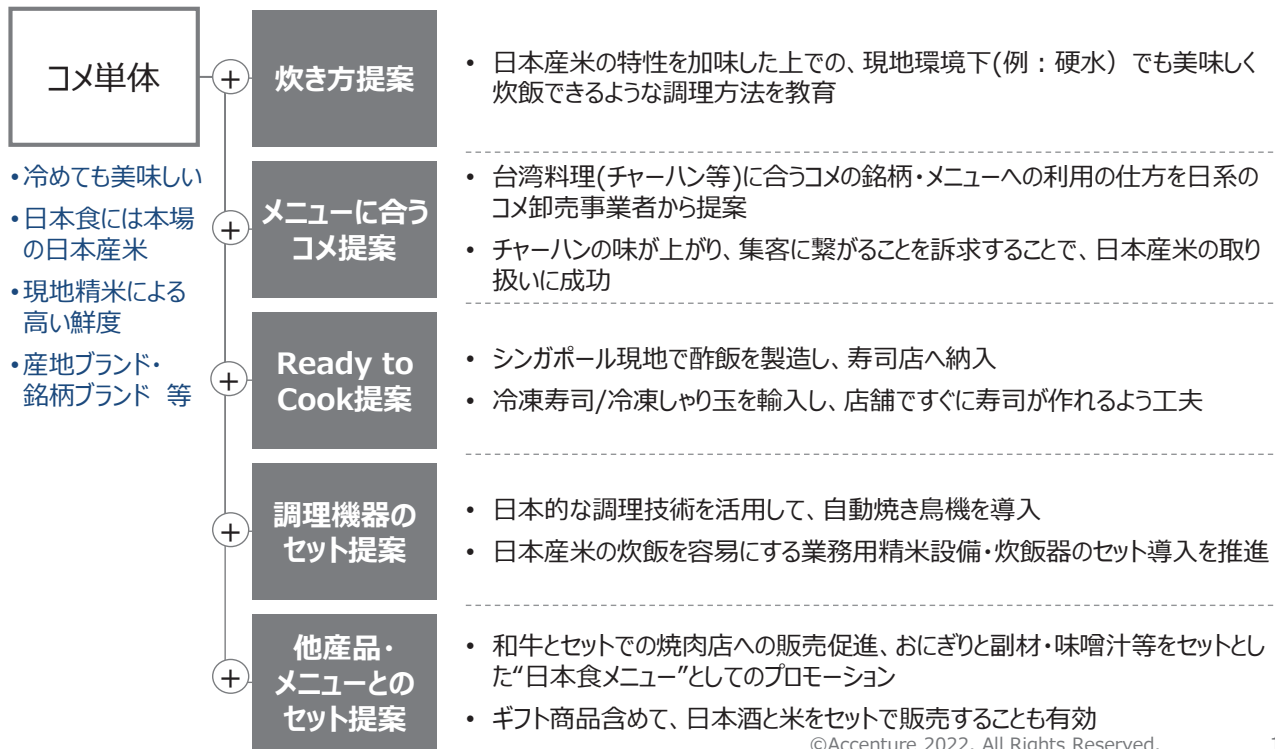 コメ単体
•冷めても美味しい
•日本食には本場
の日本産米
•現地精米による
高い鮮度
•産地ブランド・
銘柄ブランド 等
+
炊き方提案
• 日本産米の特性を加味した上での、現地環境下(例：硬水）でも美味しく
炊飯できるような調理方法を教育
+
メニューに合う
コメ提案
• 台湾料理(チャーハン等)に合うコメの銘柄・メニューへの利用の仕方を日系の
コメ卸売事業者から提案
• チャーハンの味が上がり、集客に繋がることを訴求することで、日本産米の取り
扱いに成功
+
Ready to
Cook提案
• シンガポール現地で酢飯を製造し、寿司店へ納入
• 冷凍寿司/冷凍しゃり玉を輸入し、店舗ですぐに寿司が作れるよう工夫
+
調理機器の
セット提案
• 日本的な調理技術を活用して、自動焼き鳥機を導入
• 日本産米の炊飯を容易にする業務用精米設備・炊飯器のセット導入を推進
+
他産品・
メニューとの
セット提案
• 和牛とセットでの焼肉店への販売促進、おにぎりと副材・味噌汁等をセットとし
た“日本食メニュー”としてのプロモーション
• ギフト商品含めて、日本酒と米をセットで販売することも有効
©Accenture 2022. All Rights Reserved.